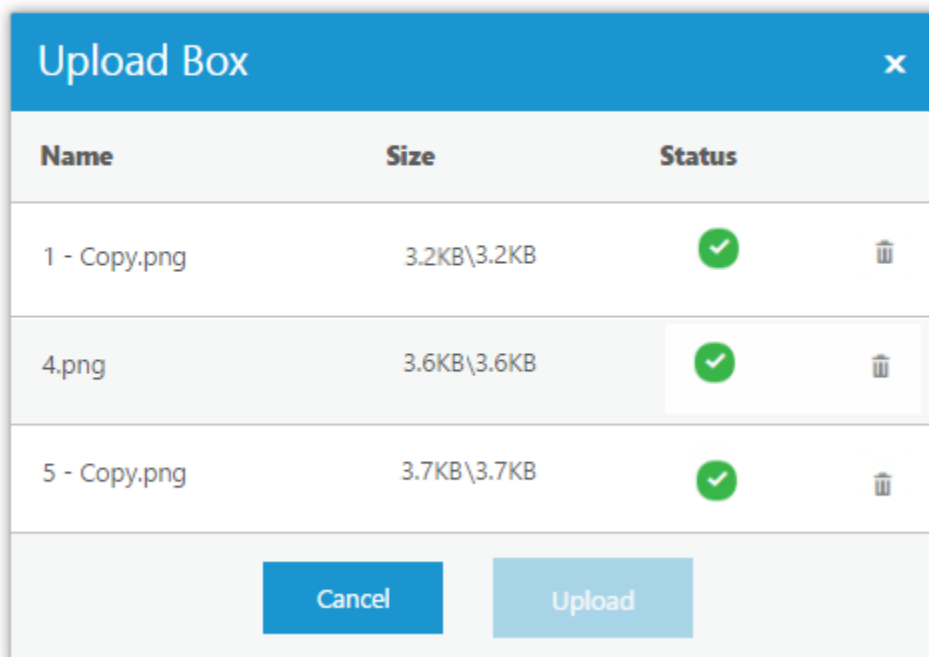 Upload Box x
Name Size Status
1 - Copy.png 3.2KB\3.2KB
4.png 3.6KB\3.6KB
5 - Copy.png 3.7KB\3.7KB
Cancel Upload